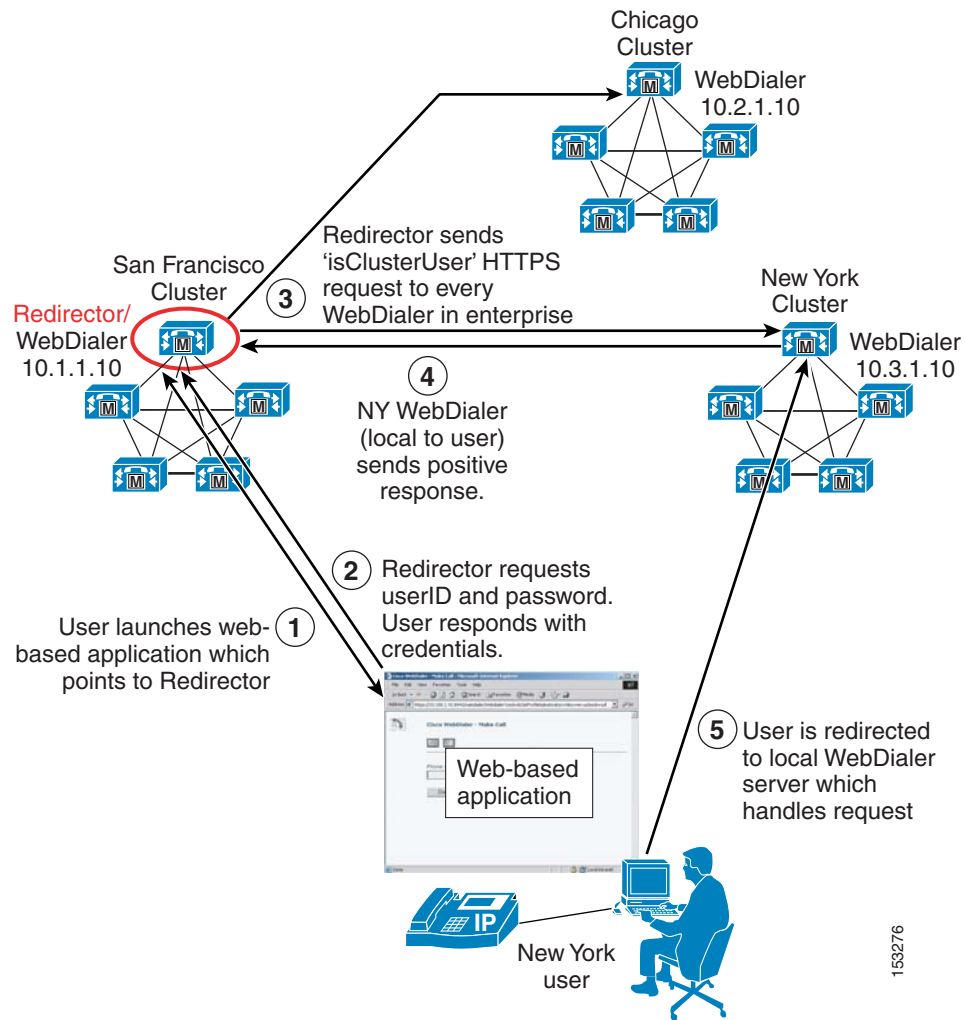 Chicago
Cluster
WebDialer
10.2.1.10
M
M
M
M
M
Redirector sends
‘isClusterUser’ HTTPS
request to every
WebDialer in enterprise
3
San Francisco
Cluster
Redirector/
WebDialer
10.1.1.10
M
M
M
M
M
New York
Cluster
WebDialer
10.3.1.10
M
M
M
M
M
4
NY WebDialer
(local to user)
sends positive
response.
2
Redirector requests
userID and password.
User responds with
credentials.
1
User launches web-
based application which
points to Redirector
Cisco WebDialer - Make Call
Web-based
application
5
User is redirected
to local WebDialer
server which
handles request
IP
New York
user
153276